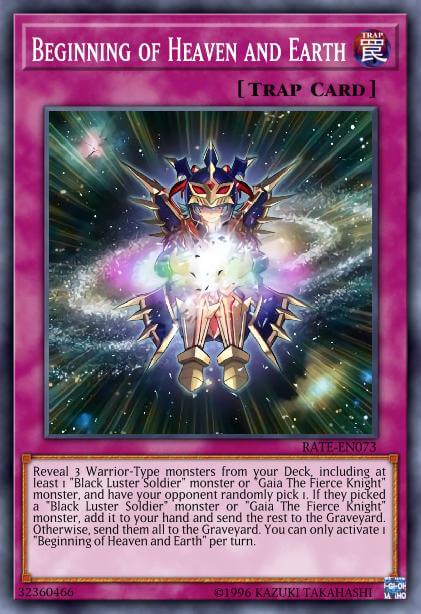 BEGINNING OF HEAVEN AND EARTH
TRAP
罠
[TRAP CARD]
RATE-EN073
Reveal 3 Warrior-Type monsters from your Deck, including at
least 1 "Black Luster Soldier" monster or "Gaia The Fierce Knight"
monster, and have your opponent randomly pick 1. If they picked
a "Black Luster Soldier" monster or "Gaia The Fierce Knight"
monster, add it to your hand and send the rest to the Graveyard.
Otherwise, send them all to the Graveyard. You can only activate 1
"Beginning of Heaven and Earth" per turn.
32360466
©1996 KAZUKI TAKAHASHI